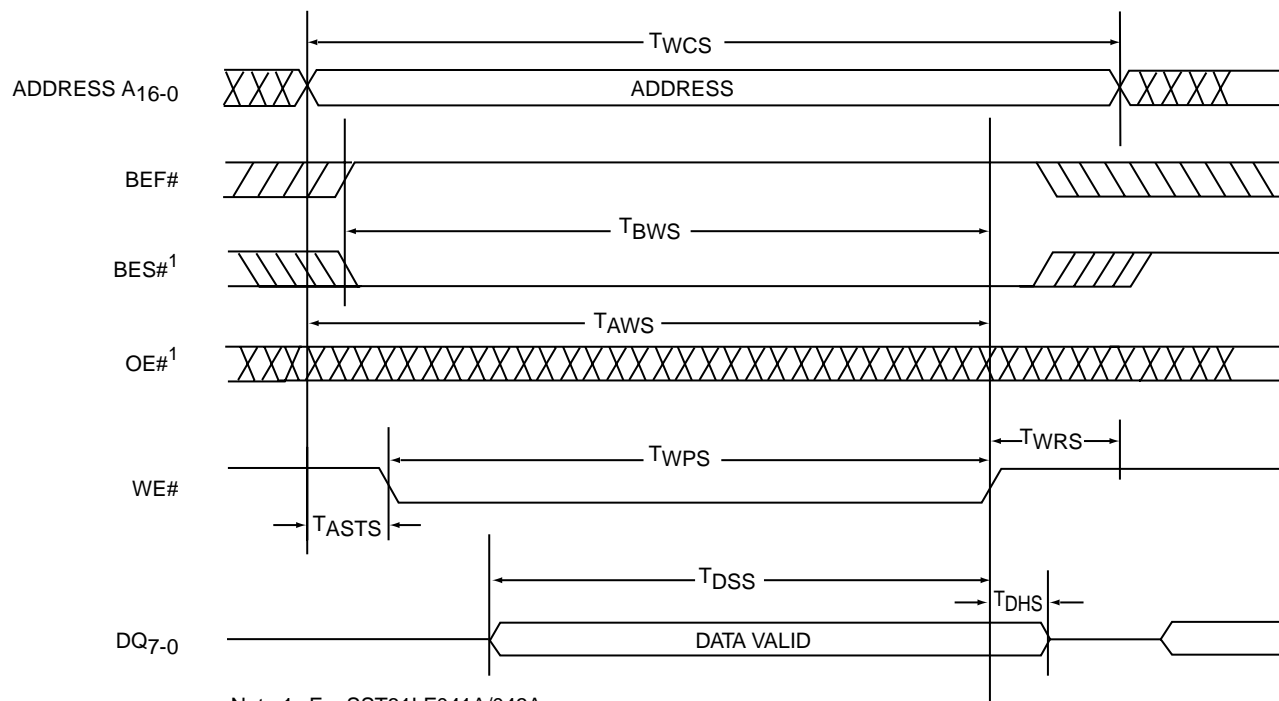 TWCS
ADDRESS A16-0
ADDRESS
BEF#
TBWS
BES#1
TAWS
OE#1
TWRS
TWPS
WE#
TASTS
TDSS
TDHS
DQ7-0
DATA VALID